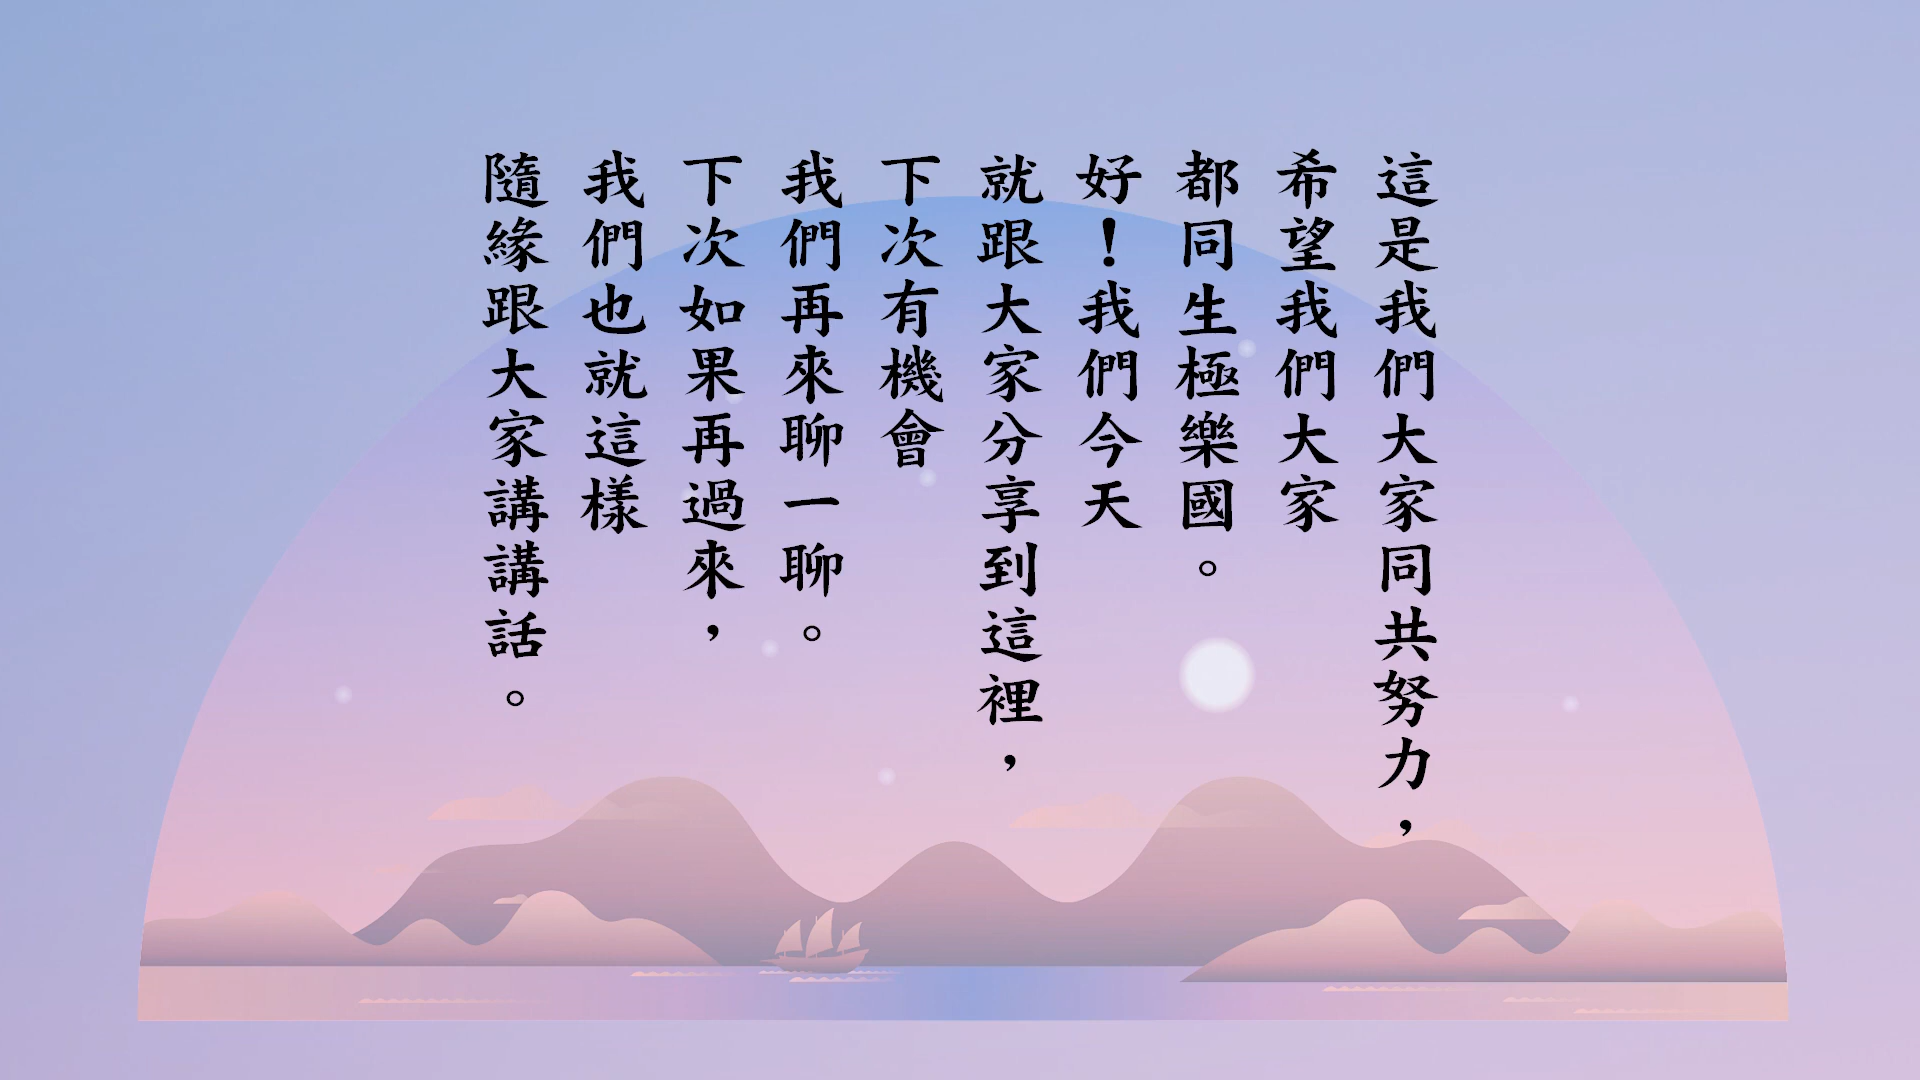 這是我們大家同共努力，
希望我們大家
都同生極樂國。
好！我們今天
就跟大家分享到這裡，
下次有機會
我們再來聊一聊。
下次如果再過來，
我們也就這樣
隨緣跟大家講講話。